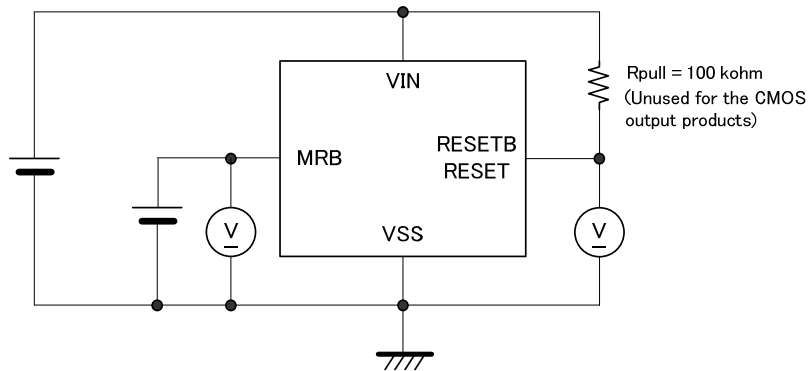 VIN
Rpull = 100 kohm
(Unused for the CMOS
output products)
MRB
RESETB
RESET
V
V
VSS